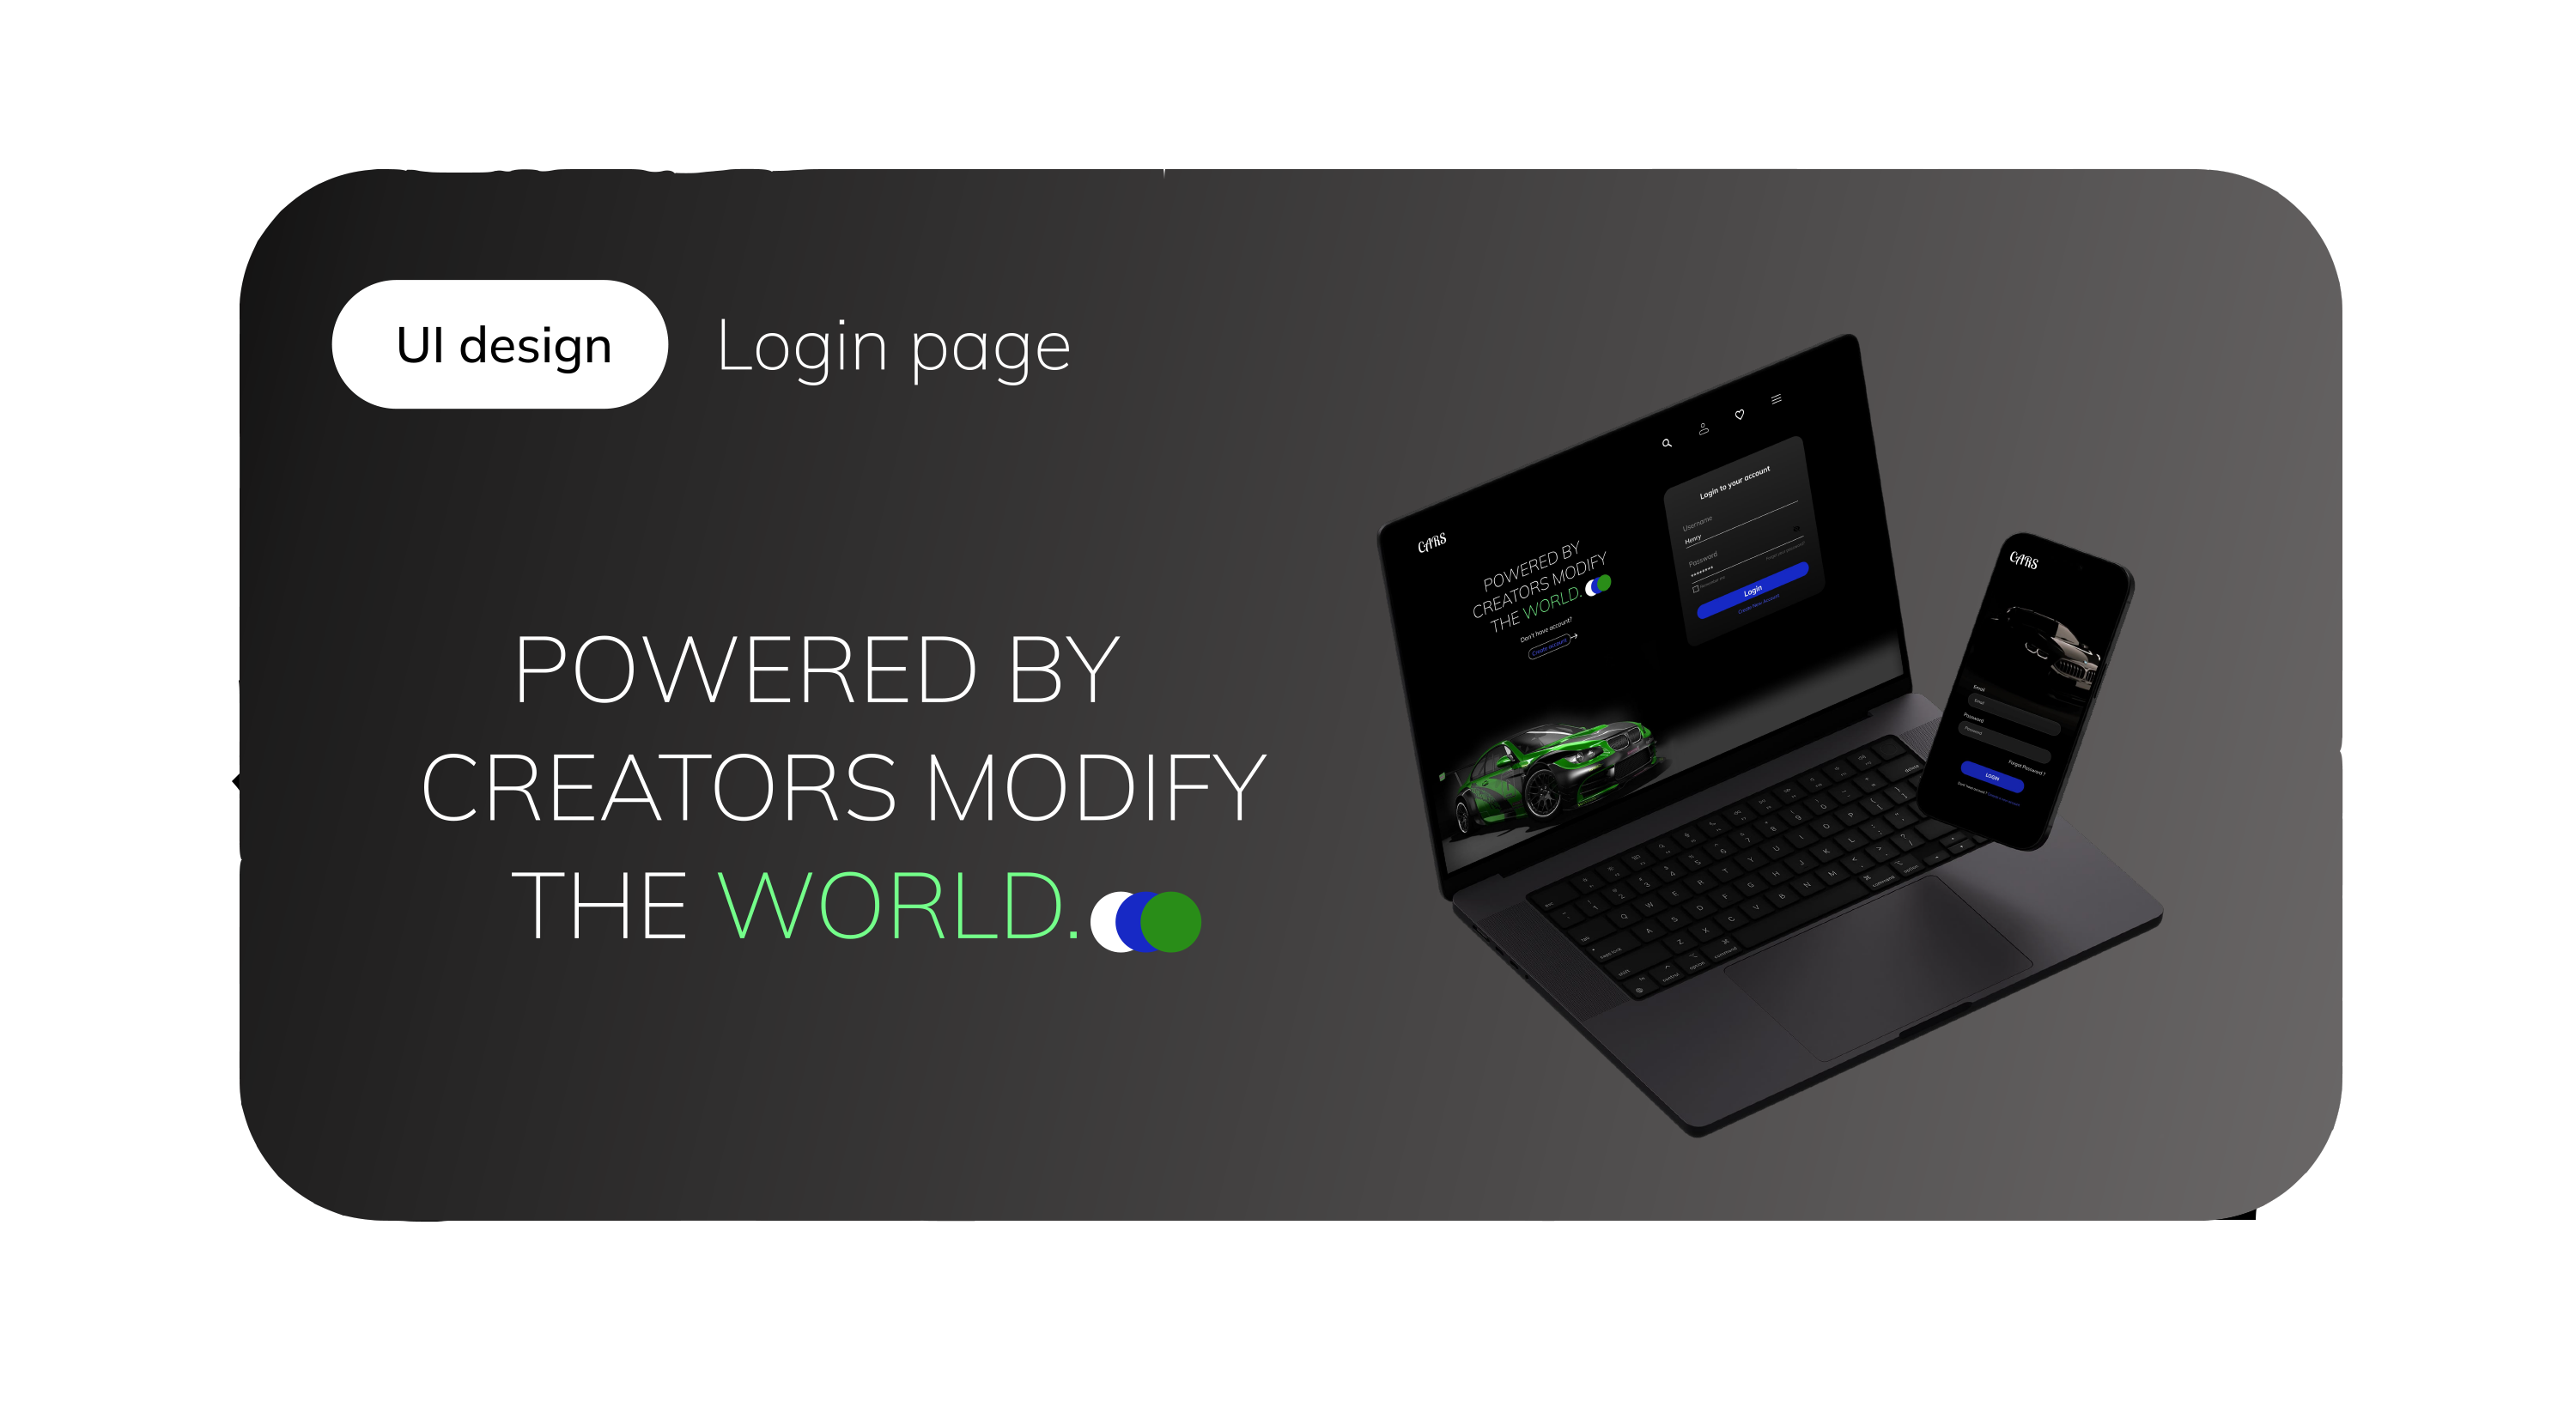 UI design
Login page
POWERED BY
CREATORS MODIFY
THE WORLD.
CARS
POWERED BY
CREATORS MODIFY
THE WORLD.
Don't have account?
Create account
Login to your account
Username
Henry
Password
Remember me
Login
Create New Account
CARS
Email
Email
Password
Password
Forgot Password ?
LOGIN